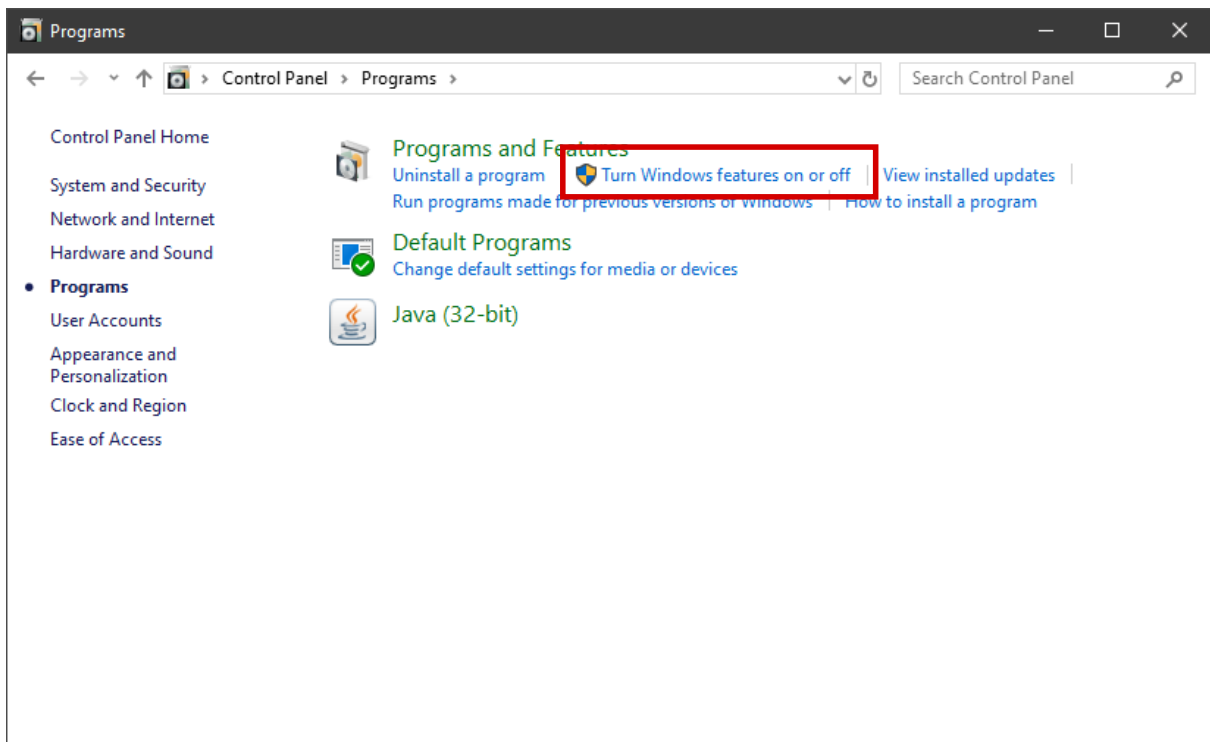 Programs
Control Panel > Programs >
Search Control Panel
Control Panel Home
System and Security
Network and Internet
Hardware and Sound
Programs
User Accounts
Appearance and
Personalization
Clock and Region
Ease of Access
Programs and Features
Uninstall a program
Turn Windows features on or off
View installed updates
Run programs made for previous versions of Windows
How to install a program
Default Programs
Change default settings for media or devices
Java (32-bit)